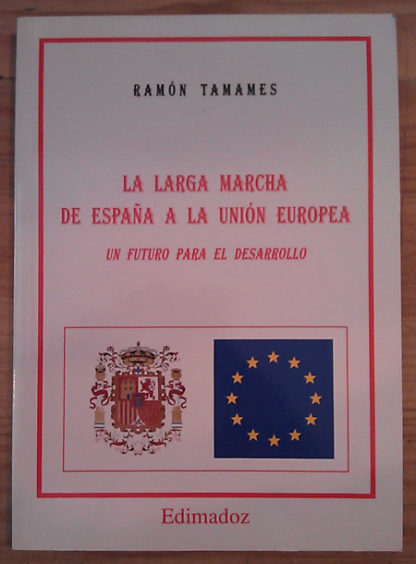 RAMÓN TAMAMES
LA LARGA MARCHA
DE ESPAÑA A LA UNIÓN EUROPEA
UN FUTURO PARA EL DESARROLLO
Edimadoz